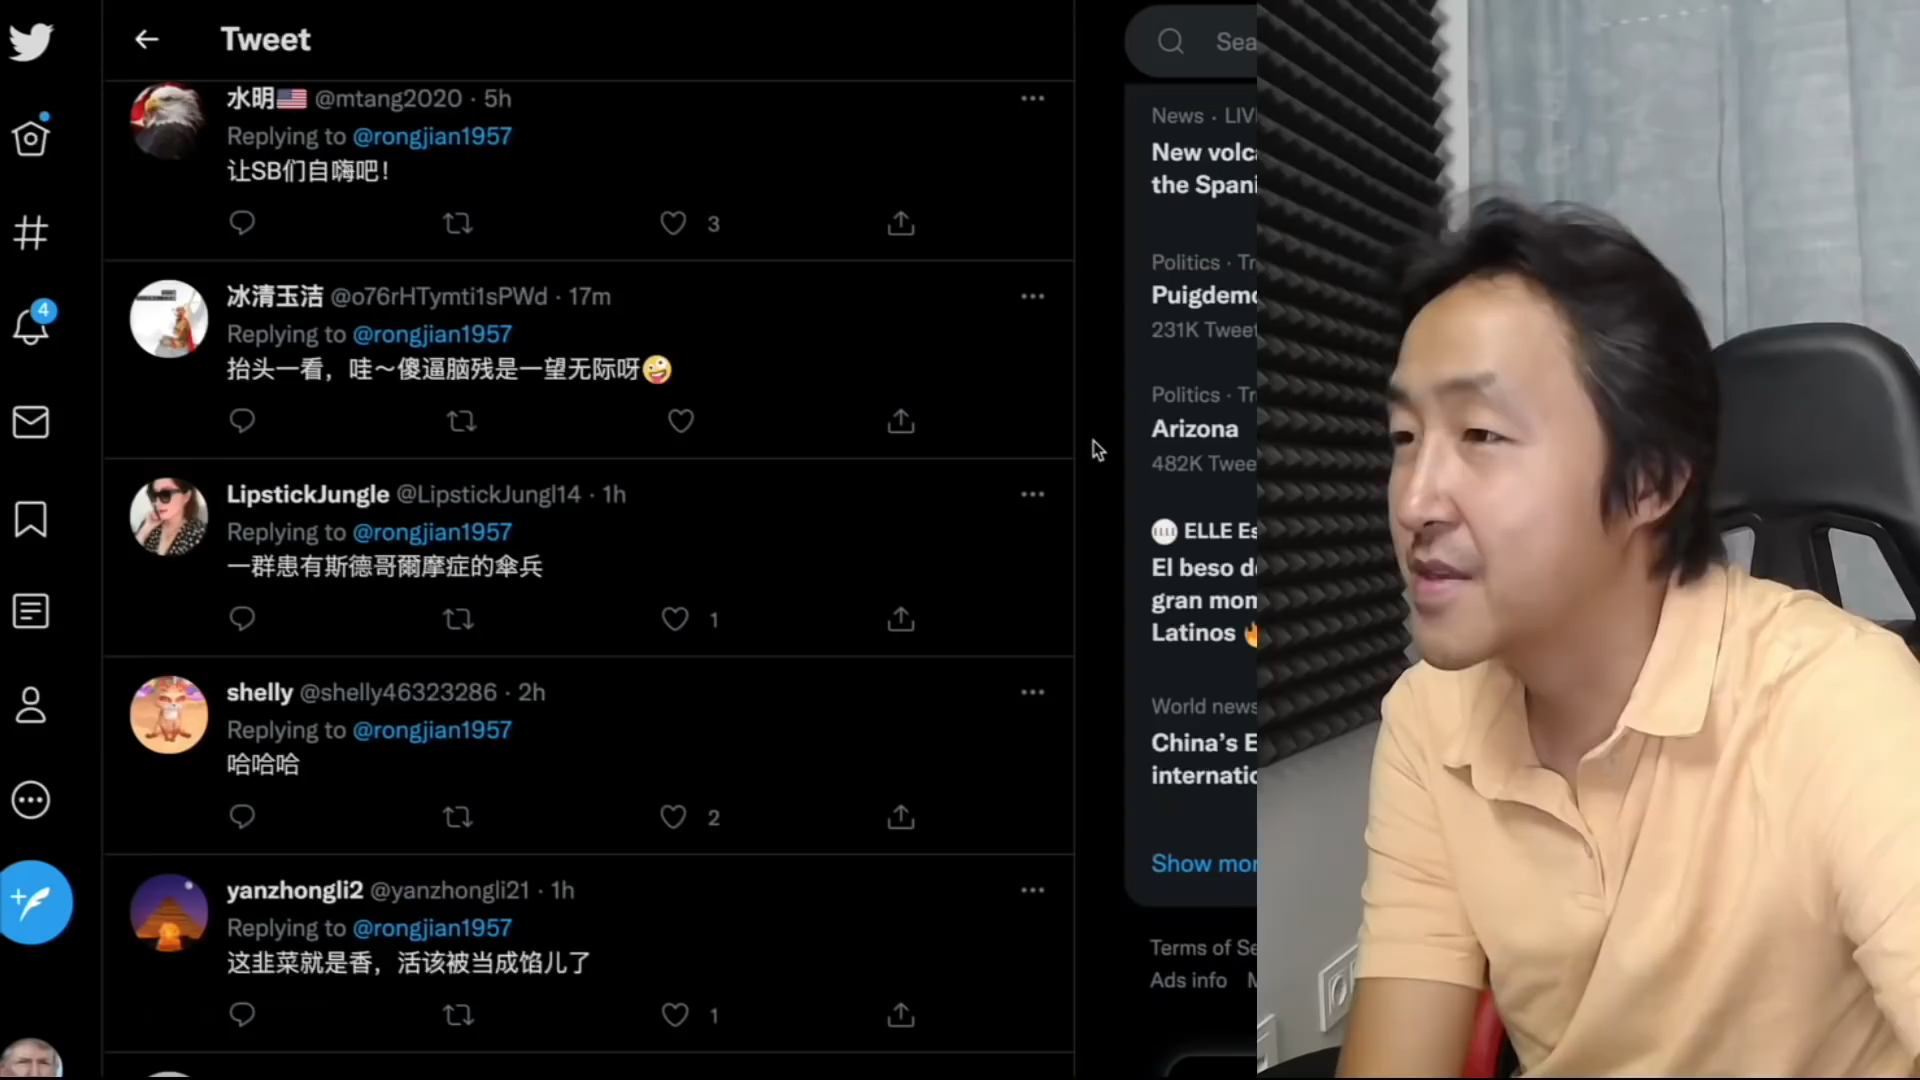 Tweet
水明🇺🇸 @mtang2020 · 5h
Replying to @rongjian1957
让SB们自嗨吧!
3
冰清玉洁 @o76rHTymti1sPWd · 17m
Replying to @rongjian1957
抬头一看，哇～傻逼脑残是一望无际呀🤪
LipstickJungle @LipstickJungl14 · 1h
Replying to @rongjian1957
一群患有斯德哥爾摩症的傘兵
1
shelly @shelly46323286 · 2h
Replying to @rongjian1957
哈哈哈
2
yanzhongli2 @yanzhongli21 · 1h
Replying to @rongjian1957
这韭菜就是香，活该被当成馅儿了
1
4
Sea
News · LIV
New volca
the Spani
Politics · Tr
Puigdemo
231K Tweet
Politics · Tr
Arizona
482K Twee
ELLE Es
El beso d
gran mom
Latinos 🔥
World news
China's E
internatio
Show mor
Terms of Se
Ads info